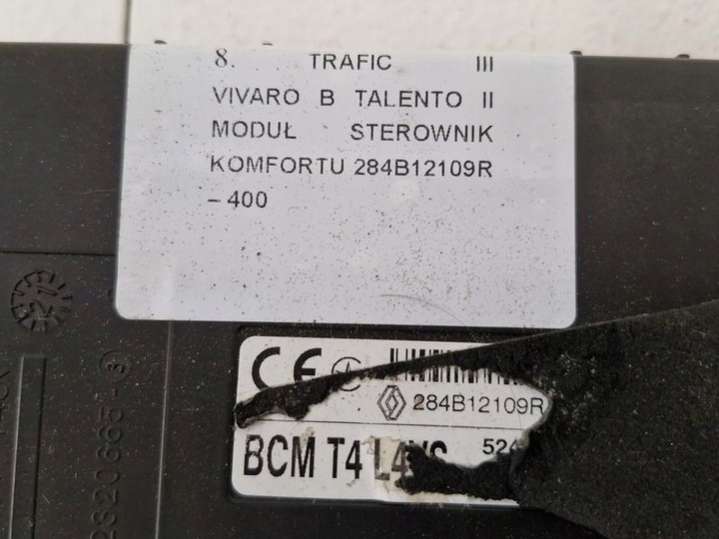 8. TRAFIC III
VIVARO B TALENTO II
MODUŁ STEROWNIK
KOMFORTU 284B12109R
– 400
CE
284B12109R
BCM T4